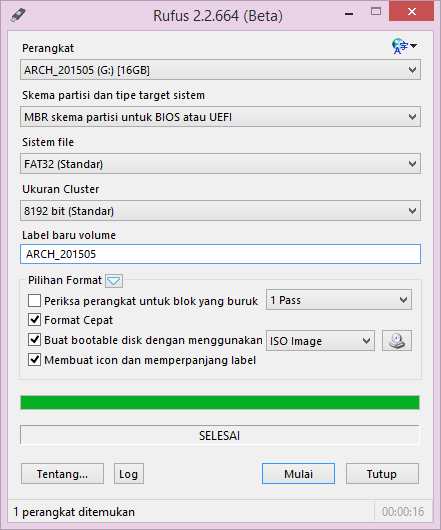 Rufus 2.2.664 (Beta)
Perangkat
ARCH_201505 (G:) [16GB]
Skema partisi dan tipe target sistem
MBR skema partisi untuk BIOS atau UEFI
Sistem file
FAT32 (Standar)
Ukuran Cluster
8192 bit (Standar)
Label baru volume
ARCH_201505
Pilihan Format
Periksa perangkat untuk blok yang buruk 1 Pass
Format Cepat
Buat bootable disk dengan menggunakan ISO Image
Membuat icon dan memperpanjang label
SELESAI
Tentang... Log Mulai Tutup
1 perangkat ditemukan 00:00:16